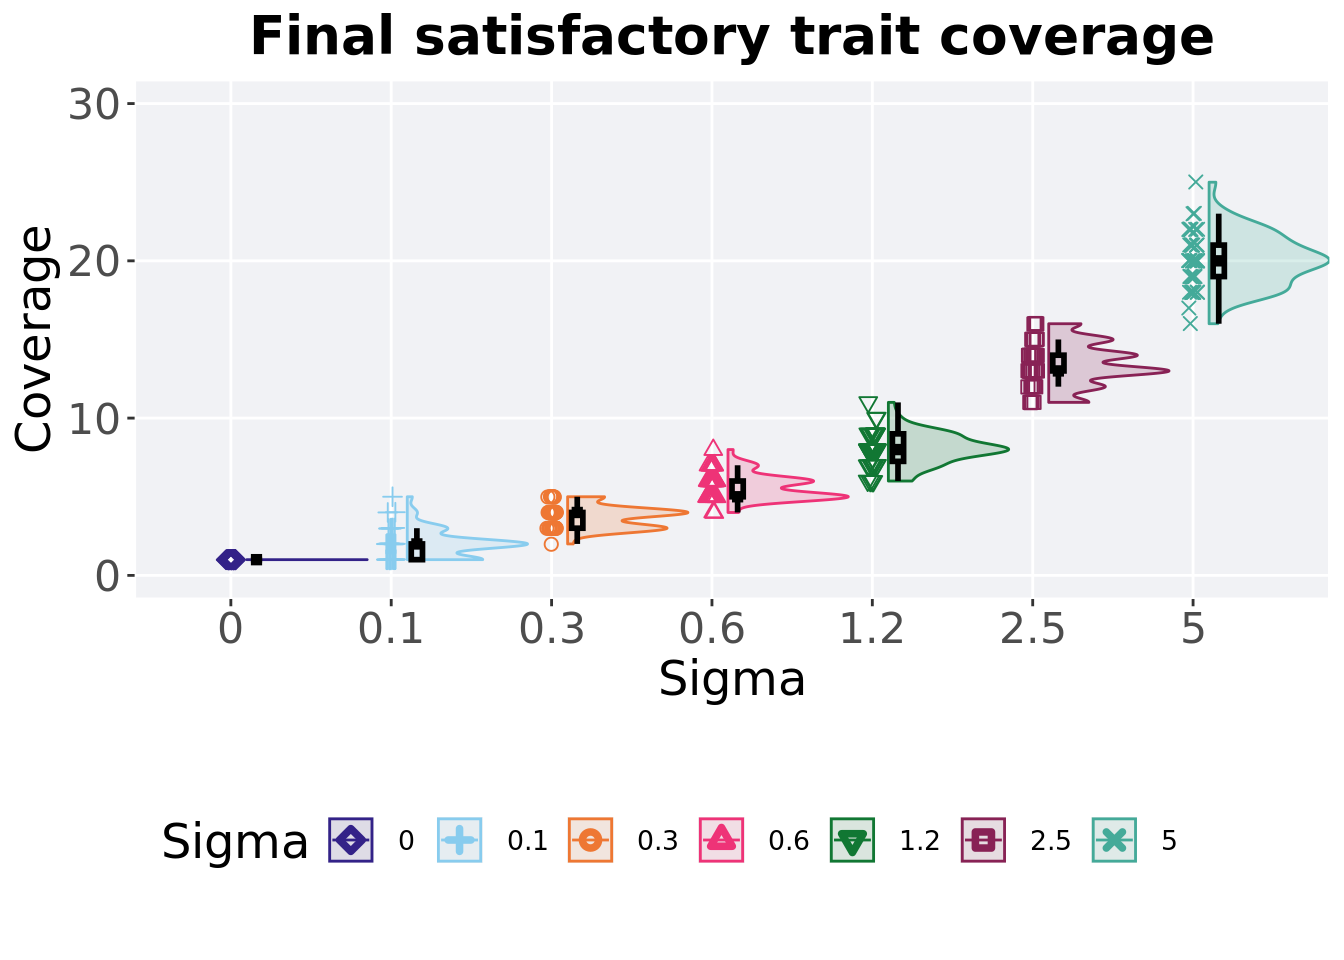 Final satisfactory trait coverage
30
20
10
0
Coverage
0 0.1 0.3 0.6 1.2 2.5 5
Sigma
Sigma 0 0.1 0.3 0.6 1.2 2.5 5